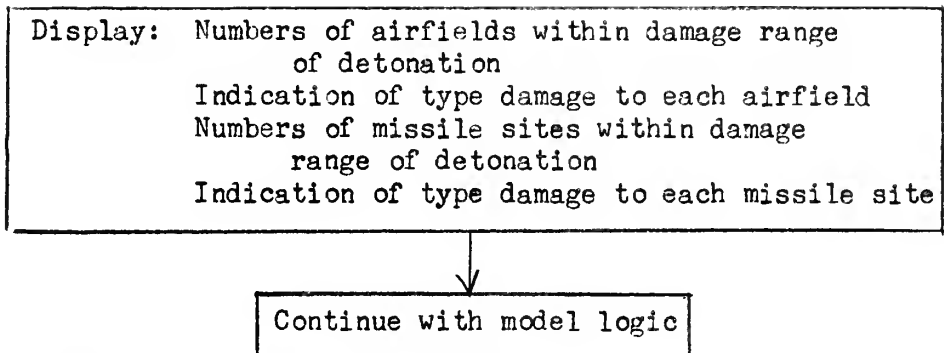 Display: Numbers of airfields within damage range
of detonation
Indication of type damage to each airfield
Numbers of missile sites within damage
range of detonation
Indication of type damage to each missile site
Continue with model logic